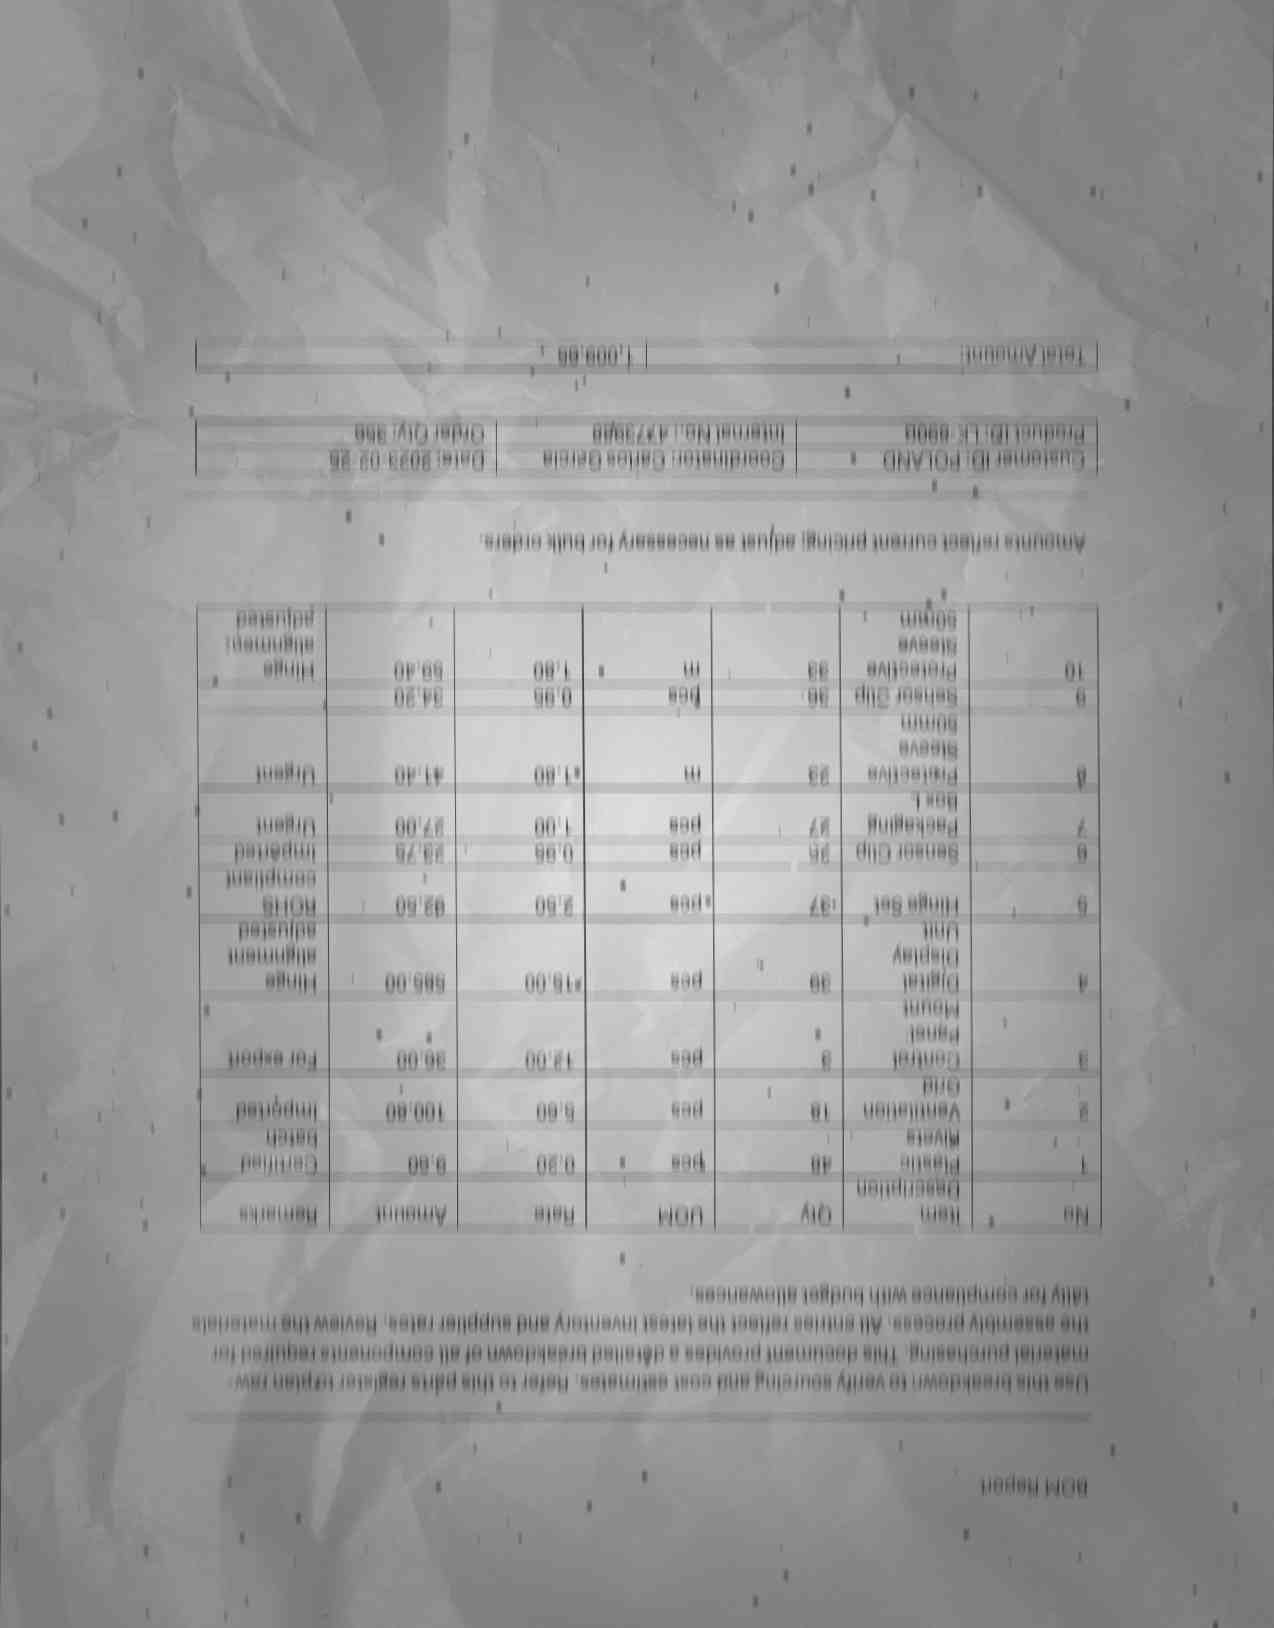 BOM Report
Use this breakdown to verify sourcing and cost estimates. Refer to this parts register to plan raw-
material purchasing. This document provides a detailed breakdown of all components required for
the assembly process. All entries reflect the latest inventory and supplier rates. Review the materials
tally for compliance with budget allowances.
No Item Description Qty UOM Rate Amount Remarks
1 Plastic Rivets 48 pcs 0.20 9.60 Certified batch
2 Ventilation Grid 18 pcs 5.60 100.80 Imported
3 Control Panel Mount 3 pcs 12.00 36.00 For export
4 Digital Display Unit 39 pcs 15.00 585.00 Hinge alignment adjusted
5 Hinge Set 37 pcs 2.50 92.50 ROHS compliant
6 Sensor Clip 25 pcs 0.95 23.75 Imported
7 Packaging Box L 27 pcs 1.00 27.00 Urgent
8 Protective Sleeve 50mm 23 m 1.80 41.40 Urgent
9 Sensor Clip 36 pcs 0.95 34.20
10 Protective Sleeve 50mm 33 m 1.80 59.40 Hinge alignment adjusted
Amounts reflect current pricing; adjust as necessary for bulk orders.
Customer ID: POLAND Coordinator: Carlos Garcia Date:
Product ID: Internal No.: Order Qty:
Total Amount: 1,009.65